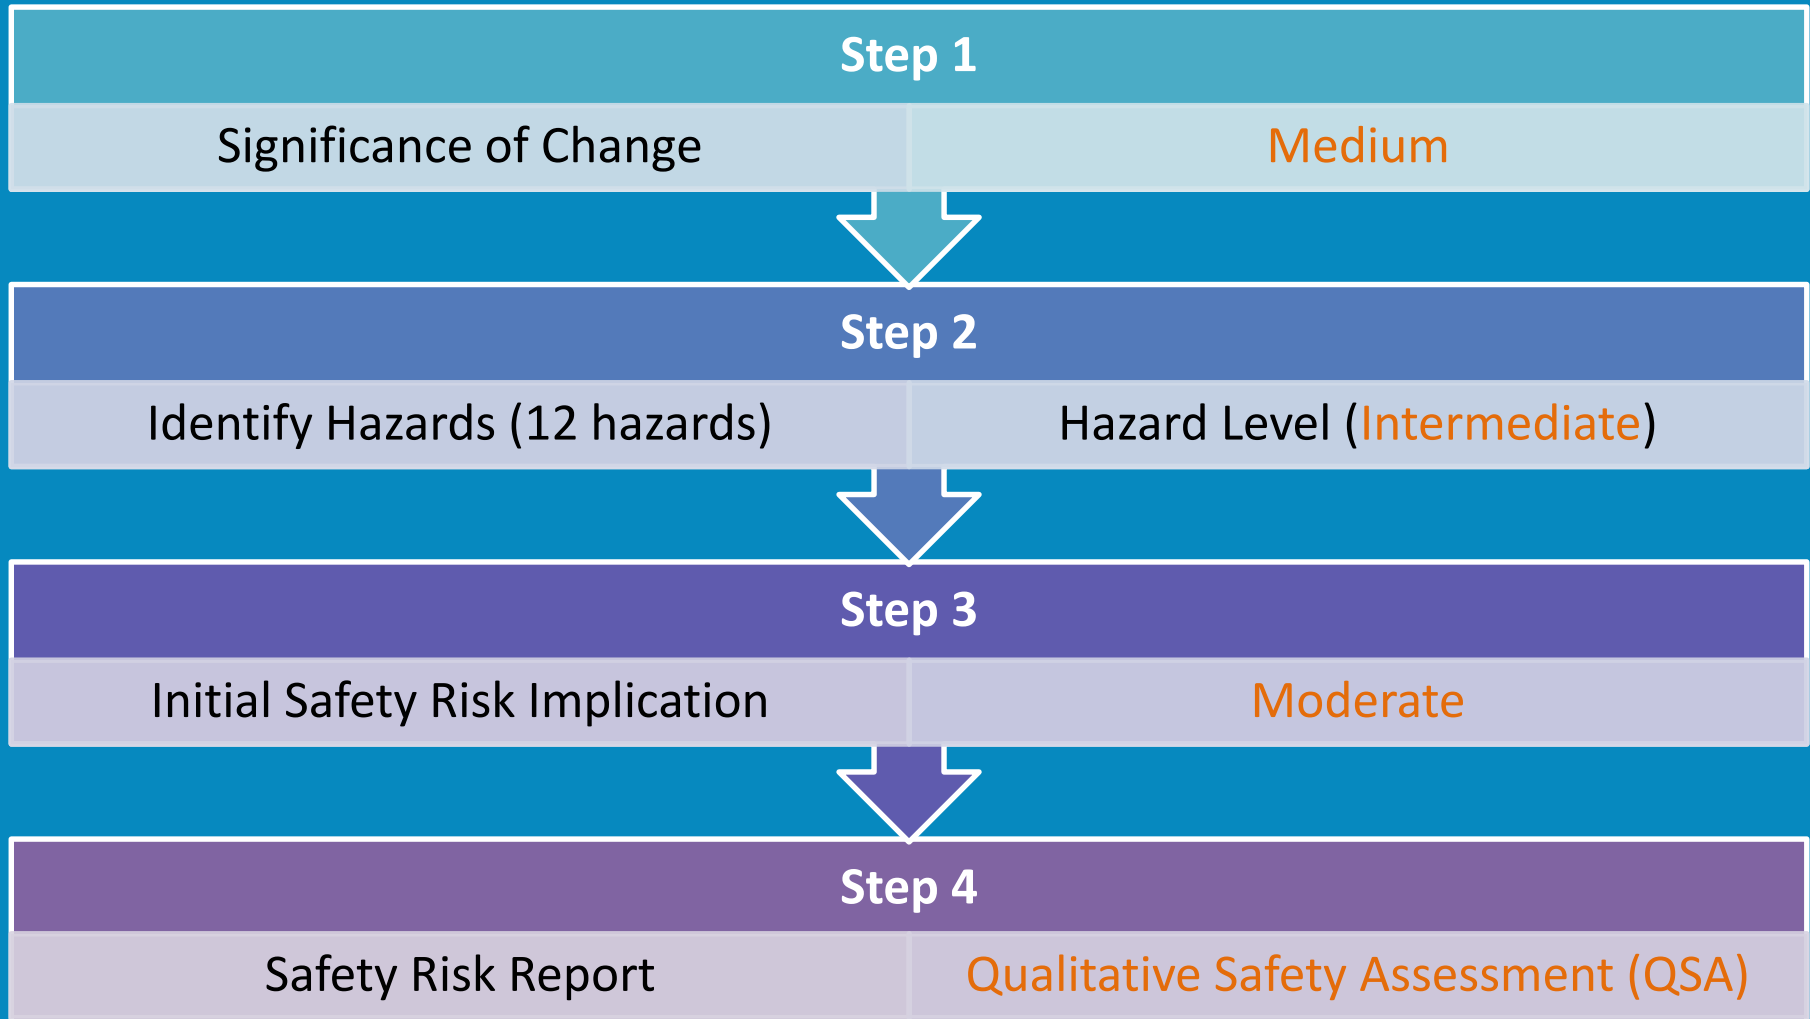 Step 1
Significance of Change
Medium
Step 2
Identify Hazards (12 hazards)
Hazard Level (Intermediate)
Step 3
Initial Safety Risk Implication
Moderate
Step 4
Safety Risk Report
Qualitative Safety Assessment (QSA)